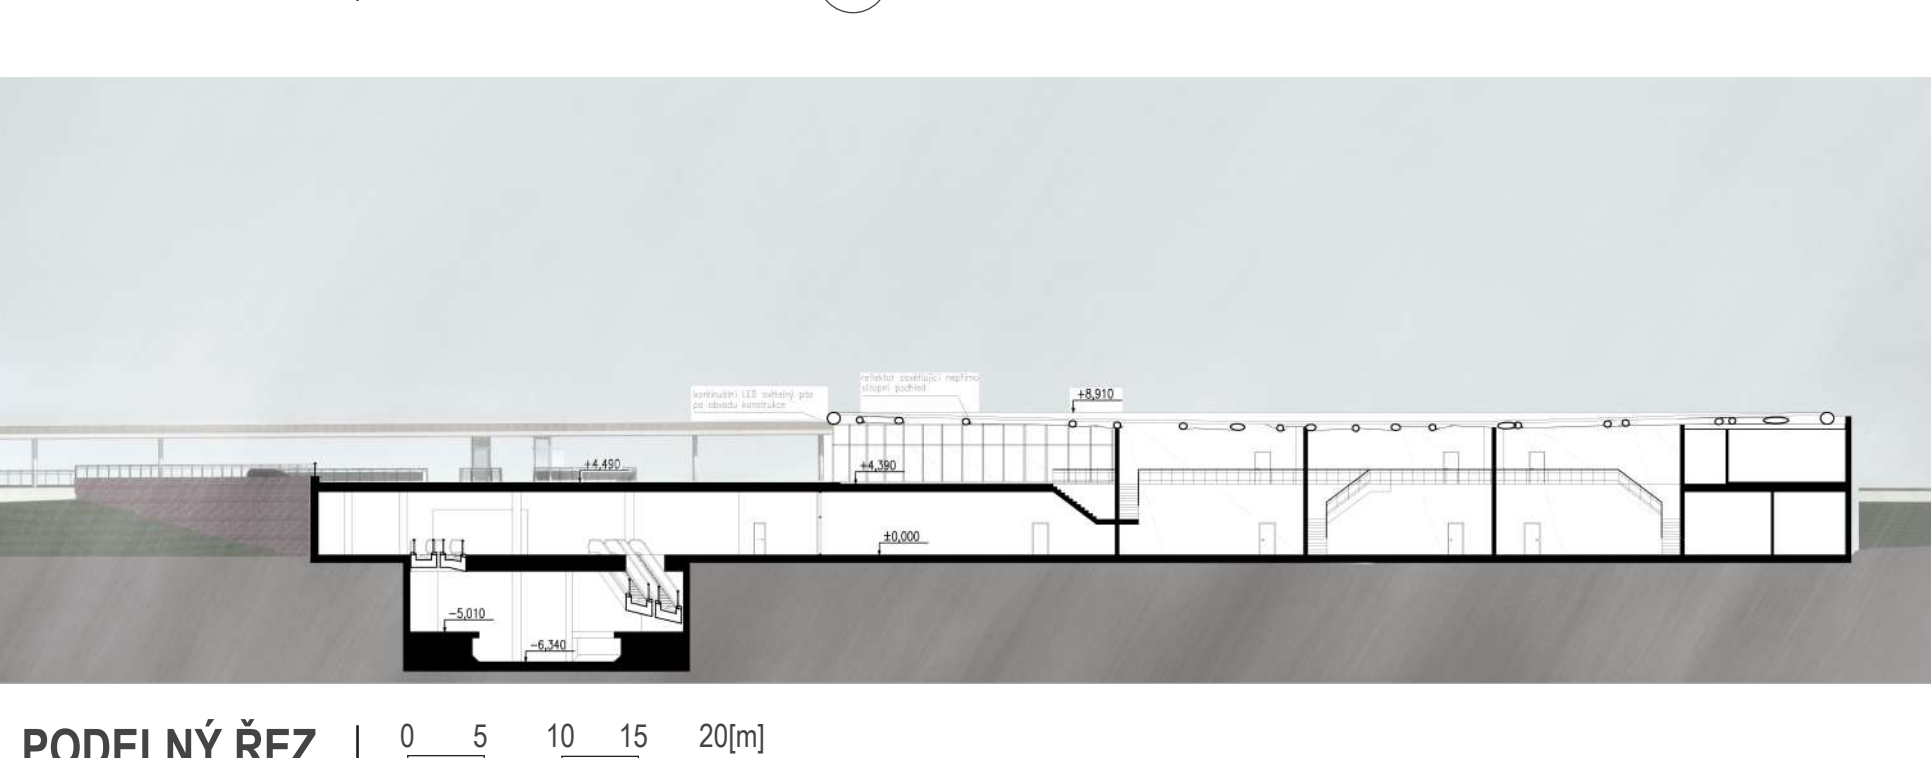 kontinuální LED světelný pás
po obvodu konstrukce
reflektor osvětlující nepřímo
stropní podhled
+8,910
+4,490
+4,390
±0,000
-5,010
-6,340
PODELNÝ ŘEZ
0 5 10 15 20[m]